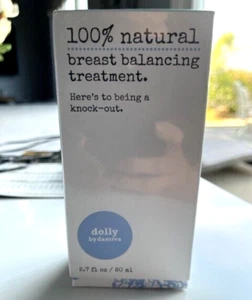 100% natural
breast balancing
treatment.
Here's to being a
knock-out.
dolly
by damiva
2.7 fl oz / 80 ml